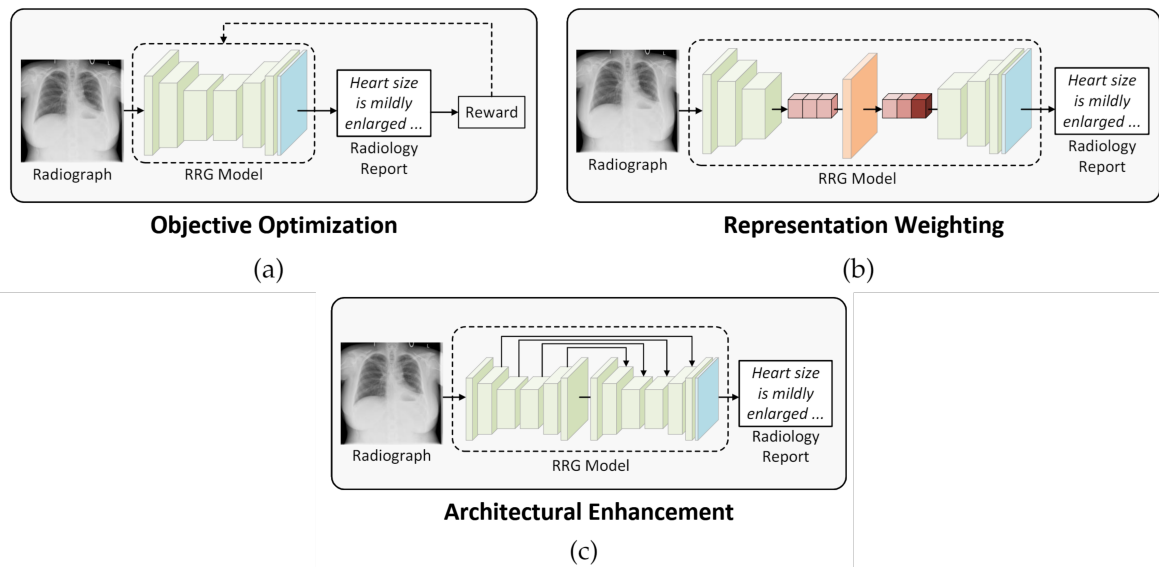 Radiograph
RRG Model
Heart size
is mildly
enlarged ...
Radiology
Report
Reward
Objective Optimization
(a)
Radiograph
RRG Model
Heart size
is mildly
enlarged ...
Radiology
Report
Representation Weighting
(b)
Radiograph
RRG Model
Heart size
is mildly
enlarged ...
Radiology
Report
Architectural Enhancement
(c)